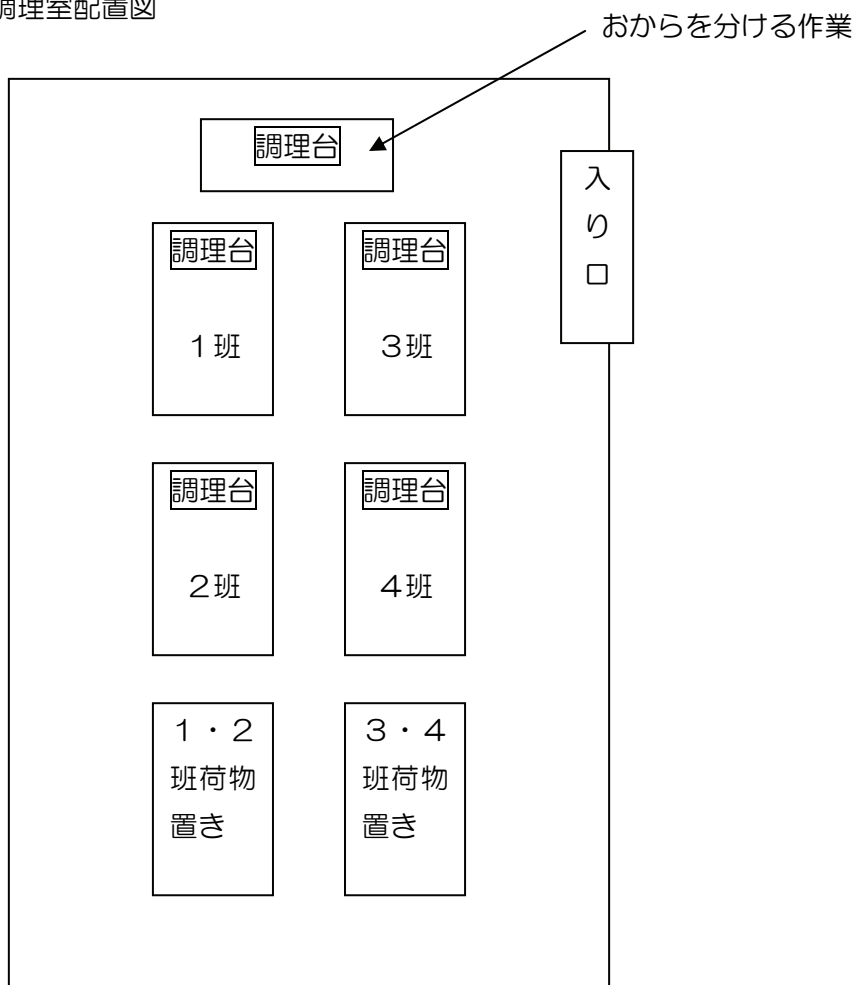 調理室配置図
おからを分ける作業
調理台
入
り
口
調理台
1班
調理台
3班
調理台
2班
調理台
4班
1・2
班荷物
置き
3・4
班荷物
置き